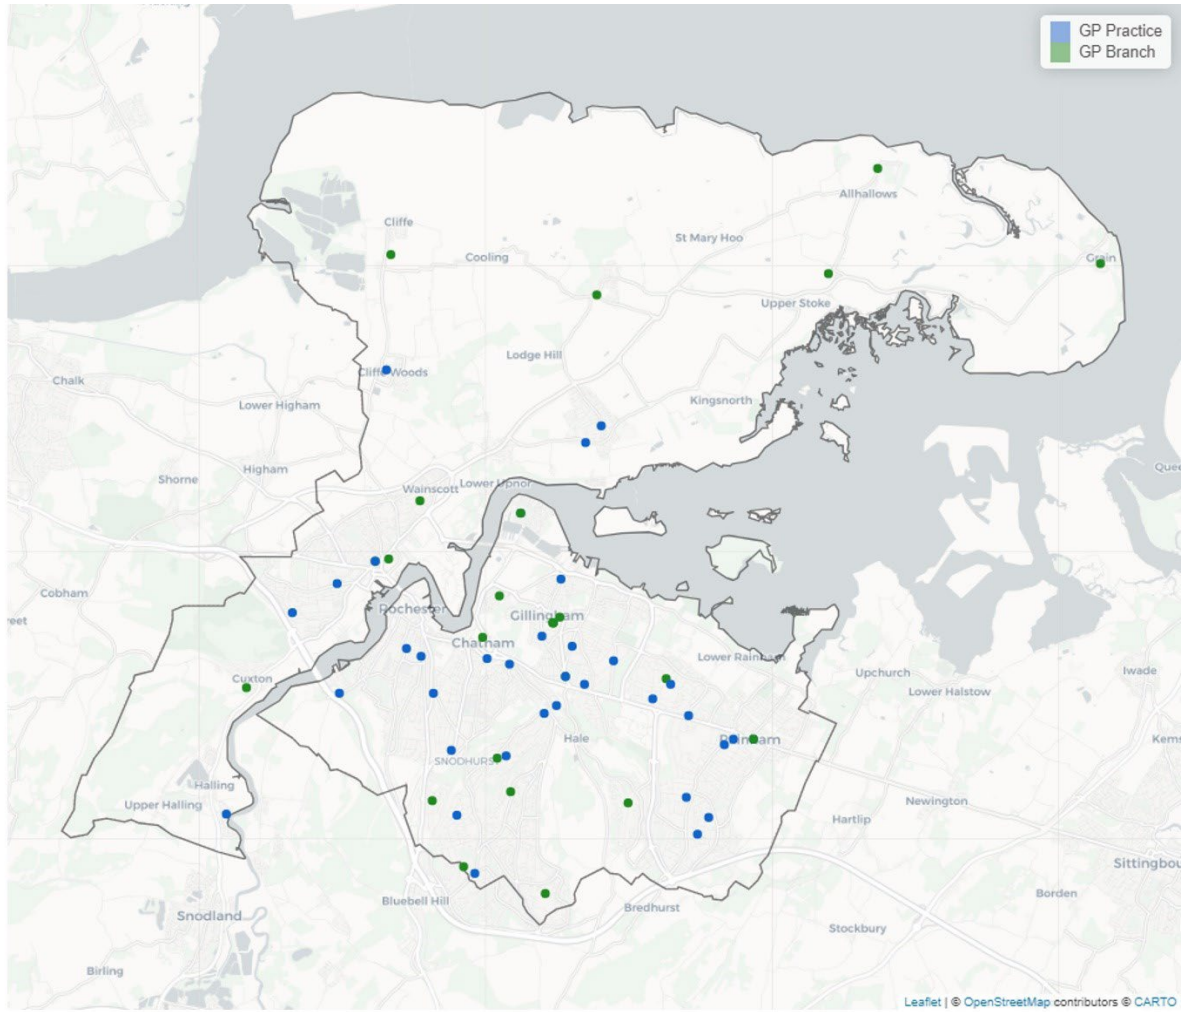 GP Practice
GP Branch
Allhallows
Cliffe
St Mary Hoo
Cooling
Grain
Upper Stoke
Lodge Hill
Cliffe Woods
Chalk
Kingsnorth
Lower Higham
Higham
Shorne
Lower Upnor
Wainscott
Cobham
Rochester
Gillingham
Chatham
Lower Rainham
Upchurch
Iwade
Cuxton
Lower Halstow
Hale
Rainham
SNODHURST
Halling
Upper Halling
Newington
Hartlip
Borden
Bluebell Hill
Bredhurst
Snodland
Stockbury
Birling
Leaflet | © OpenStreetMap contributors © CARTO